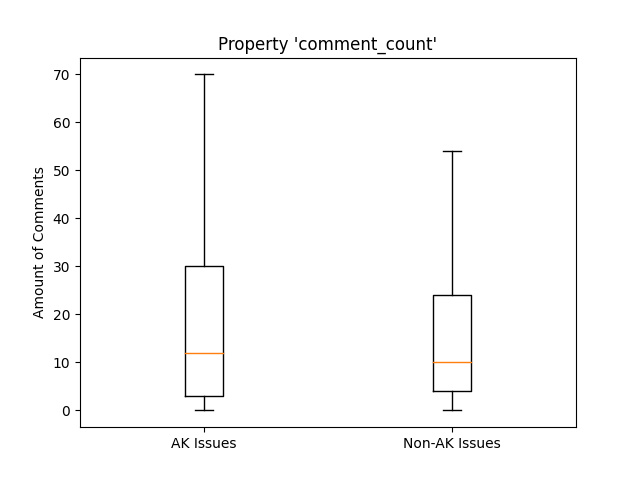 Property 'comment_count'
Amount of Comments
70
60
50
40
30
20
10
0
AK Issues
Non-AK Issues